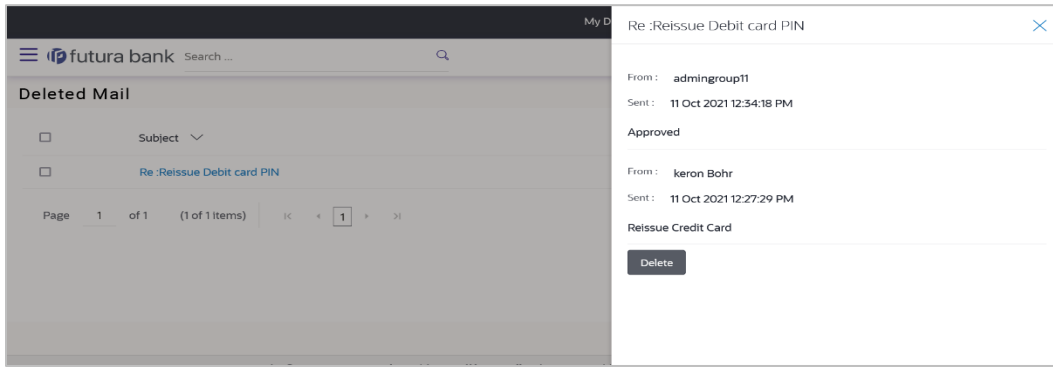 My D
futura bank Search ...
Deleted Mail
Subject
Re :Reissue Debit card PIN
Page 1 of 1 (1 of 1 Items) 1
Re :Reissue Debit card PIN
From : admingroup11
Sent : 11 Oct 2021 12:34:18 PM
Approved
From : keron Bohr
Sent : 11 Oct 2021 12:27:29 PM
Reissue Credit Card
Delete